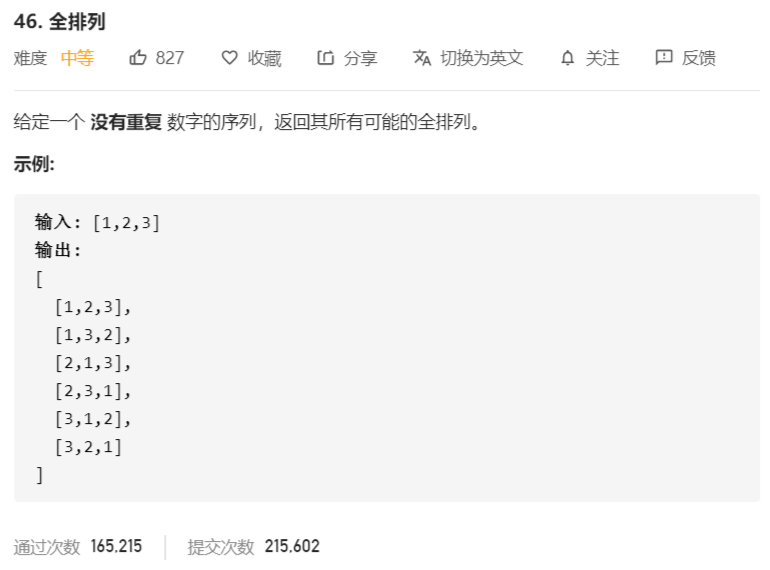 46. 全排列
难度 中等 827 收藏 分享 切换为英文 关注 反馈
给定一个 没有重复 数字的序列，返回其所有可能的全排列。
示例:
输入: [1,2,3]
输出:
[
  [1,2,3],
  [1,3,2],
  [2,1,3],
  [2,3,1],
  [3,1,2],
  [3,2,1]
]
通过次数 165,215 提交次数 215,602